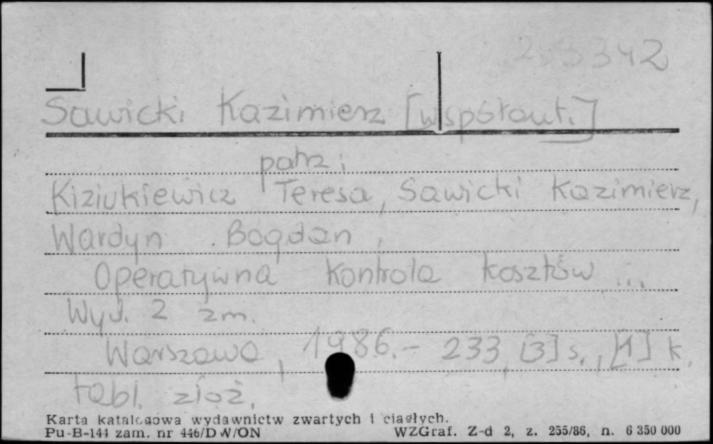 Sawicki Kazimierz [współaut.]
patrz:
Kiziukiewicz Teresa, Sawicki Kazimierz,
Wardyn Bogdan,
Operatywna kontrola kosztów ...
Wyd. 2 zm.
Warszawa, 1986.- 233, [3] s., [1] k.
tabl. złoż.
Karta katalogowa wydawnictw zwartych i ciągłych.
Pu-B-144 zam. nr 446/D W/ON WZGraf. Z-d 2, z. 255/86, n. 6 350 000